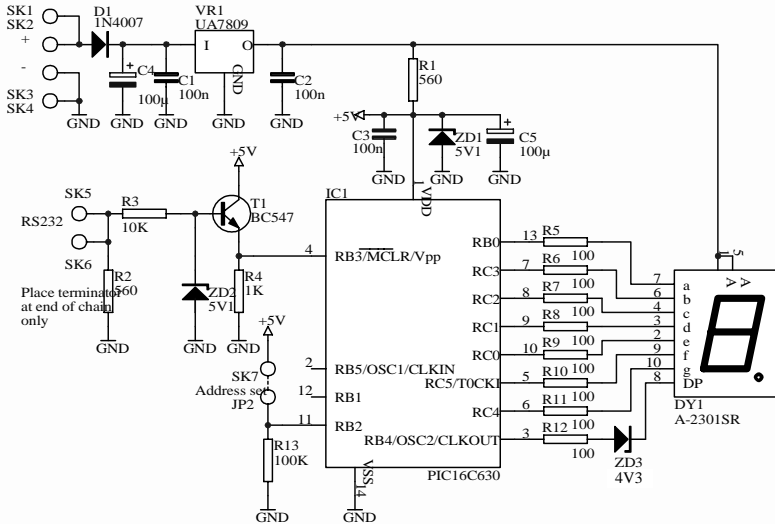 SK1
SK2
+
-
SK3
SK4
GND
D1
1N4007
+
C4
100µ
GND
C1
100n
GND
VR1
UA7809
I
O
GND
GND
C2
100n
GND
R1
560
+5V
C3
100n
GND
ZD1
5V1
GND
+
C5
100µ
GND
+5V
SK5
RS232
SK6
R3
10K
T1
BC547
R2
560
Place terminator
at end of chain
only
GND
ZD2
5V1
GND
R4
1K
GND
+5V
SK7
Address set
JP2
R13
100K
GND
IC1
1
VDD
4
RB3/MCLR/Vpp
2
RB5/OSC1/CLKIN
12
RB1
11
RB2
VSS
14
GND
PIC16C630
RB0
13
R5
100
RC3
7
R6
100
RC2
8
R7
100
RC1
9
R8
100
RC0
10
R9
100
RC5/T0CKI
5
R10
100
RC4
6
R11
100
RB4/OSC2/CLKOUT
3
R12
100
ZD3
4V3
1
5
A
A
7
a
6
b
4
c
3
d
2
e
9
f
10
g
8
DP
8.
DY1
A-2301SR